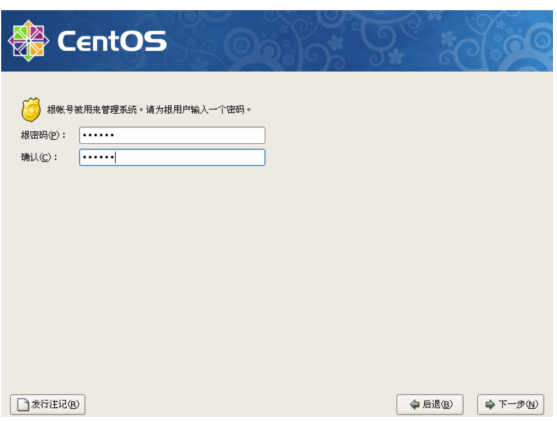 CentOS
根帐号被用来管理系统。请为根用户输入一个密码。
根密码(P)： ••••••
确认(C)： ••••••
发行注记(R)
后退(B)
下一步(N)